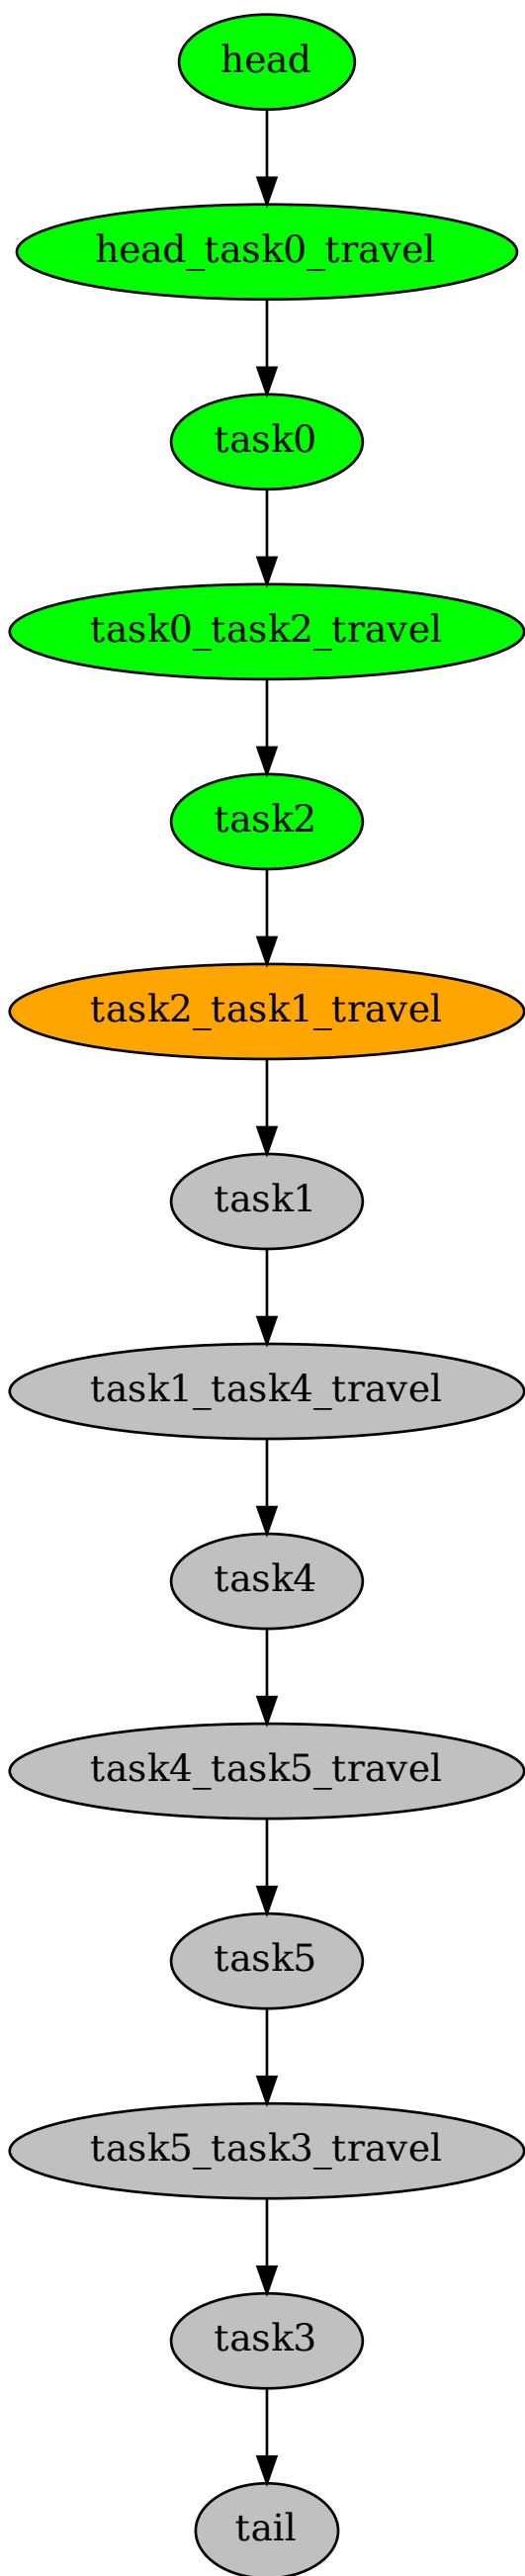 head
head_task0_travel
task0
task0_task2_travel
task2
task2_task1_travel
task1
task1_task4_travel
task4
task4_task5_travel
task5
task5_task3_travel
task3
tail